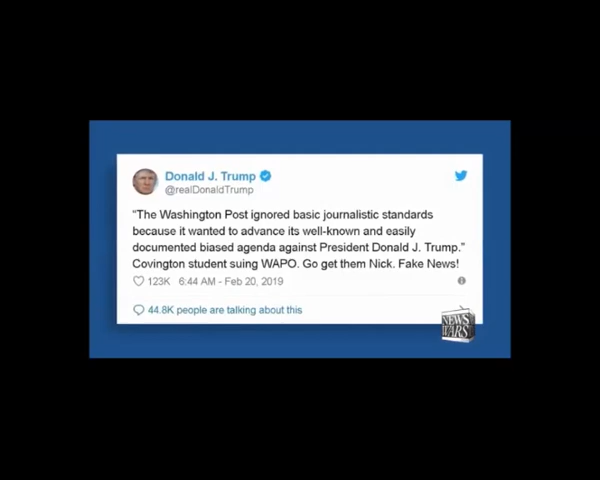 Donald J. Trump
@realDonaldTrump
"The Washington Post ignored basic journalistic standards
because it wanted to advance its well-known and easily
documented biased agenda against President Donald J. Trump."
Covington student suing WAPO. Go get them Nick. Fake News!
123K 6:44 AM - Feb 20, 2019
44.8K people are talking about this
NEWS
WARS